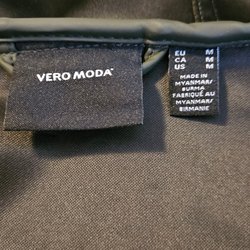 VERO MODA
EU M
CA M
US M
MADE IN
MYANMAR/
BURMA
FABRIQUÉ AU
MYANMAR/
BIRMANIE